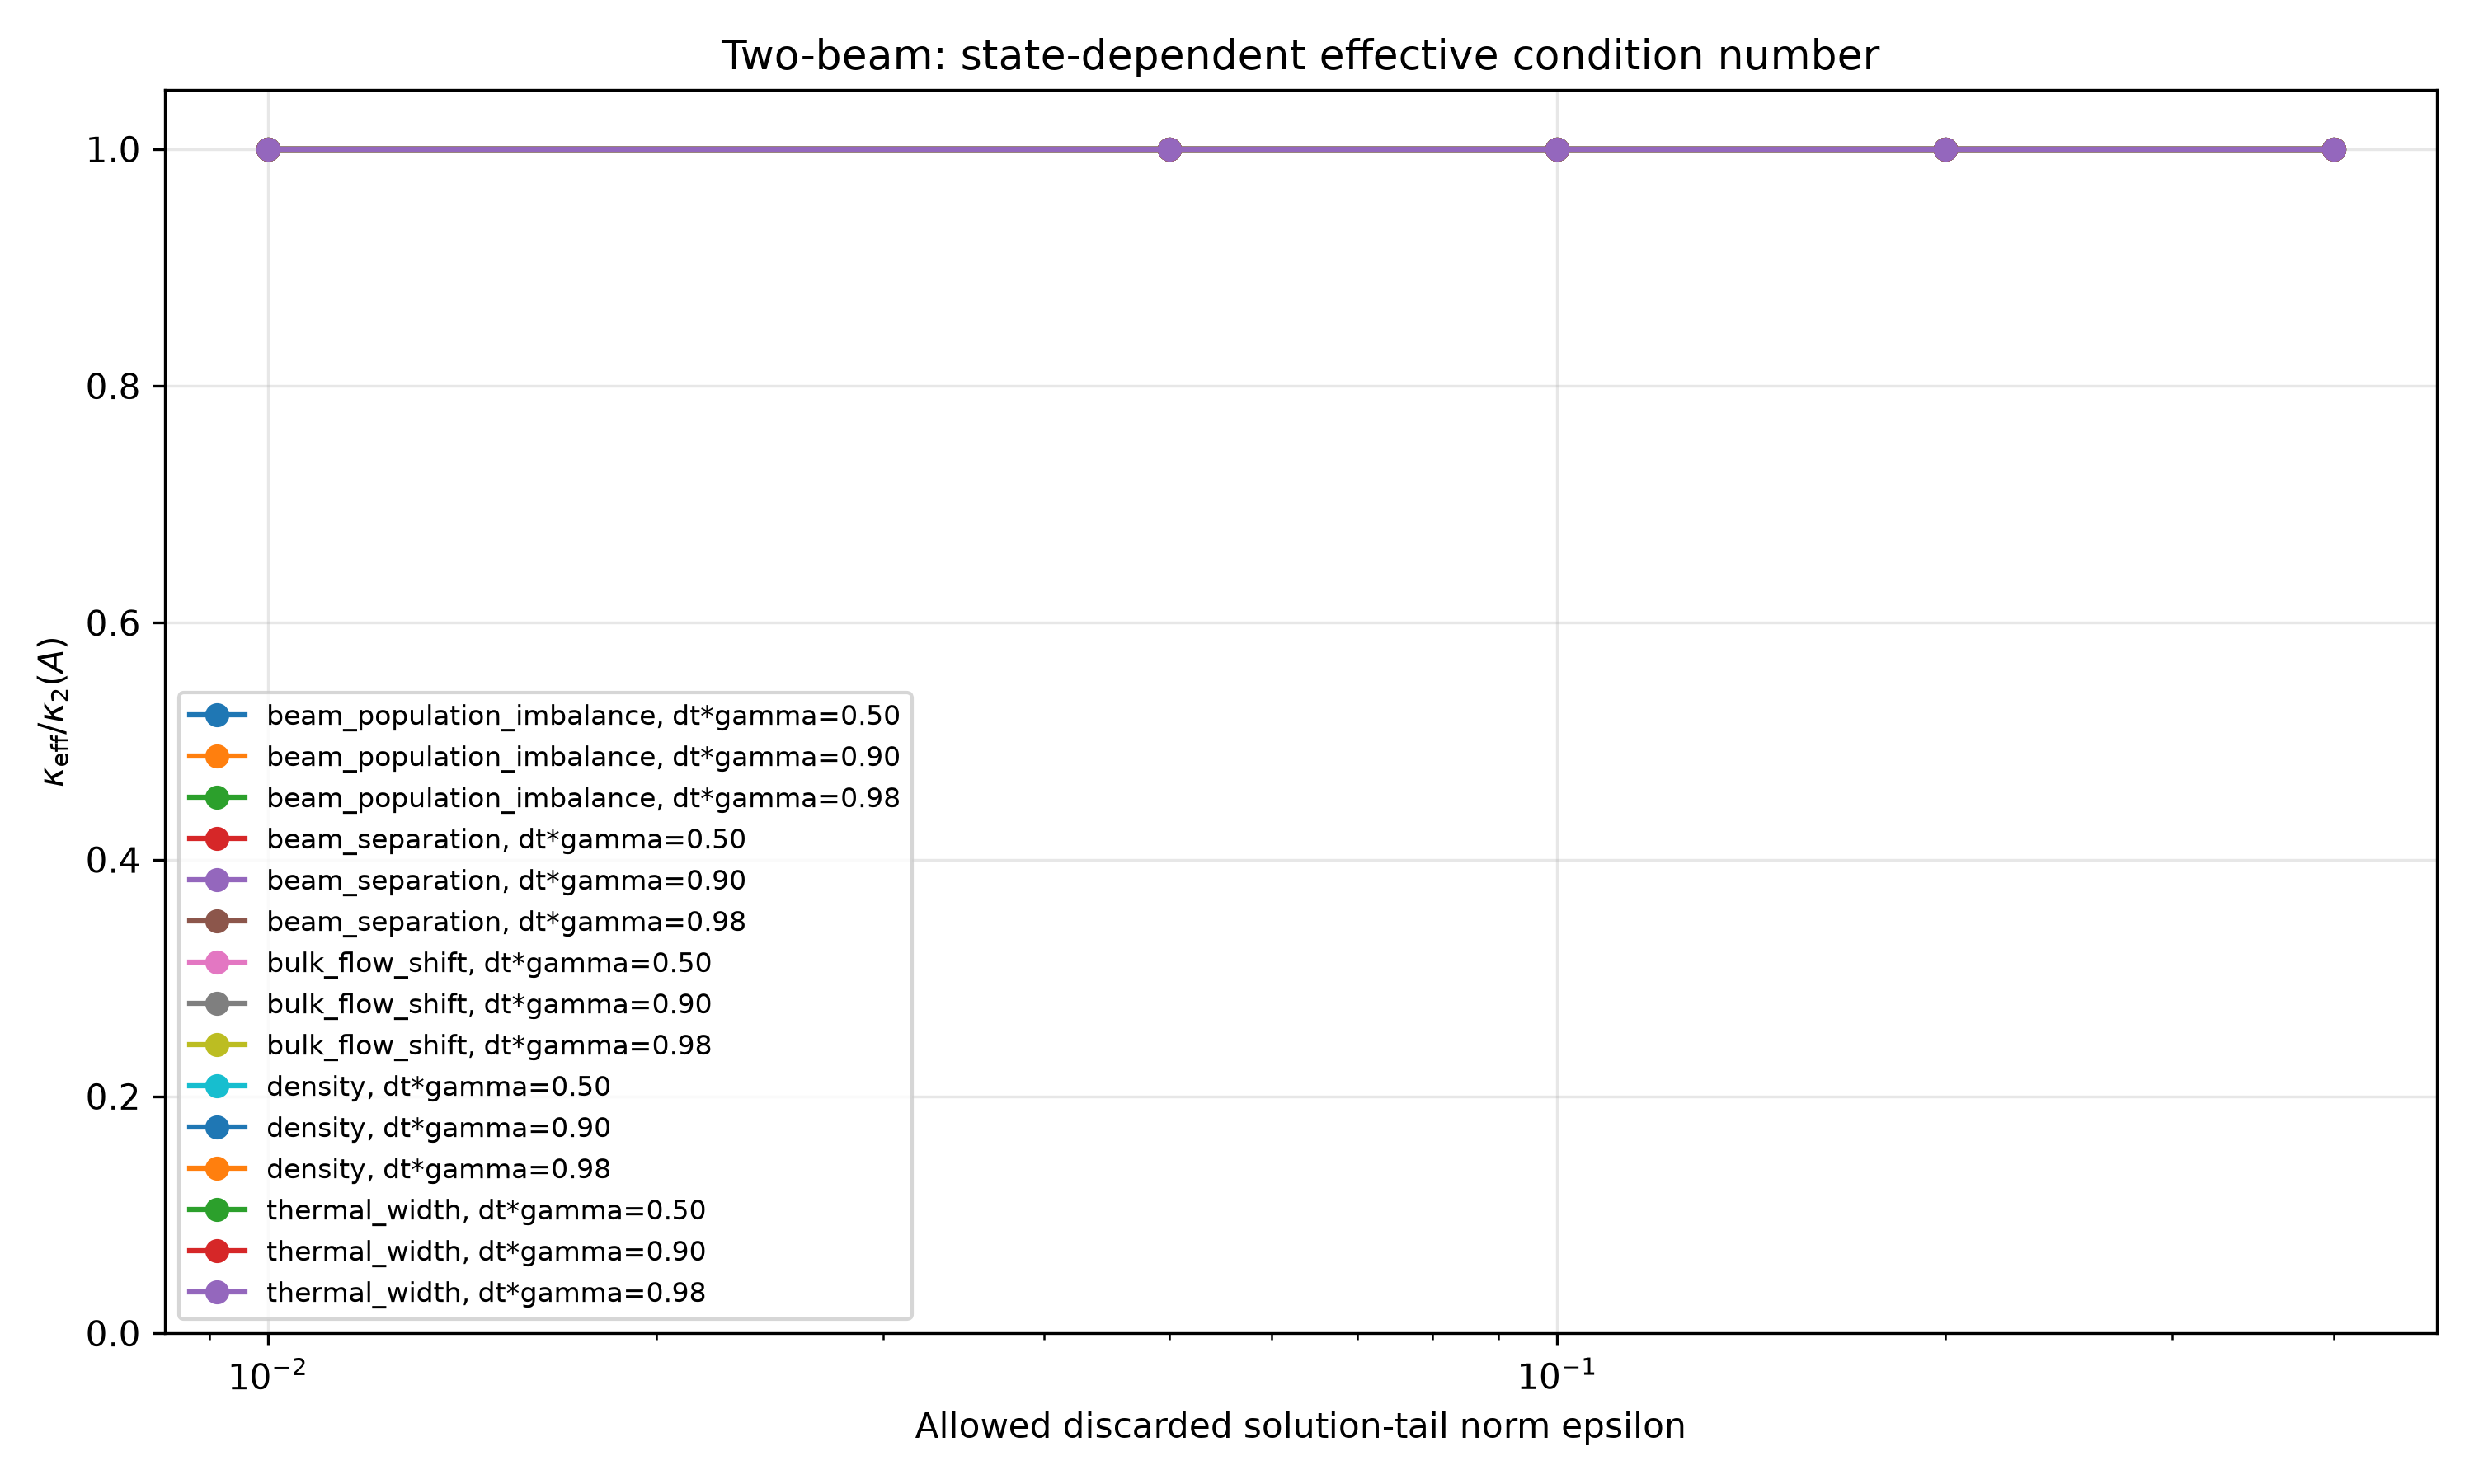 Two-beam: state-dependent effective condition number
κeff/κ2(A)
1.0
0.8
0.6
0.4
0.2
0.0
beam_population_imbalance, dt*gamma=0.50
beam_population_imbalance, dt*gamma=0.90
beam_population_imbalance, dt*gamma=0.98
beam_separation, dt*gamma=0.50
beam_separation, dt*gamma=0.90
beam_separation, dt*gamma=0.98
bulk_flow_shift, dt*gamma=0.50
bulk_flow_shift, dt*gamma=0.90
bulk_flow_shift, dt*gamma=0.98
density, dt*gamma=0.50
density, dt*gamma=0.90
density, dt*gamma=0.98
thermal_width, dt*gamma=0.50
thermal_width, dt*gamma=0.90
thermal_width, dt*gamma=0.98
10⁻² 10⁻¹
Allowed discarded solution-tail norm epsilon